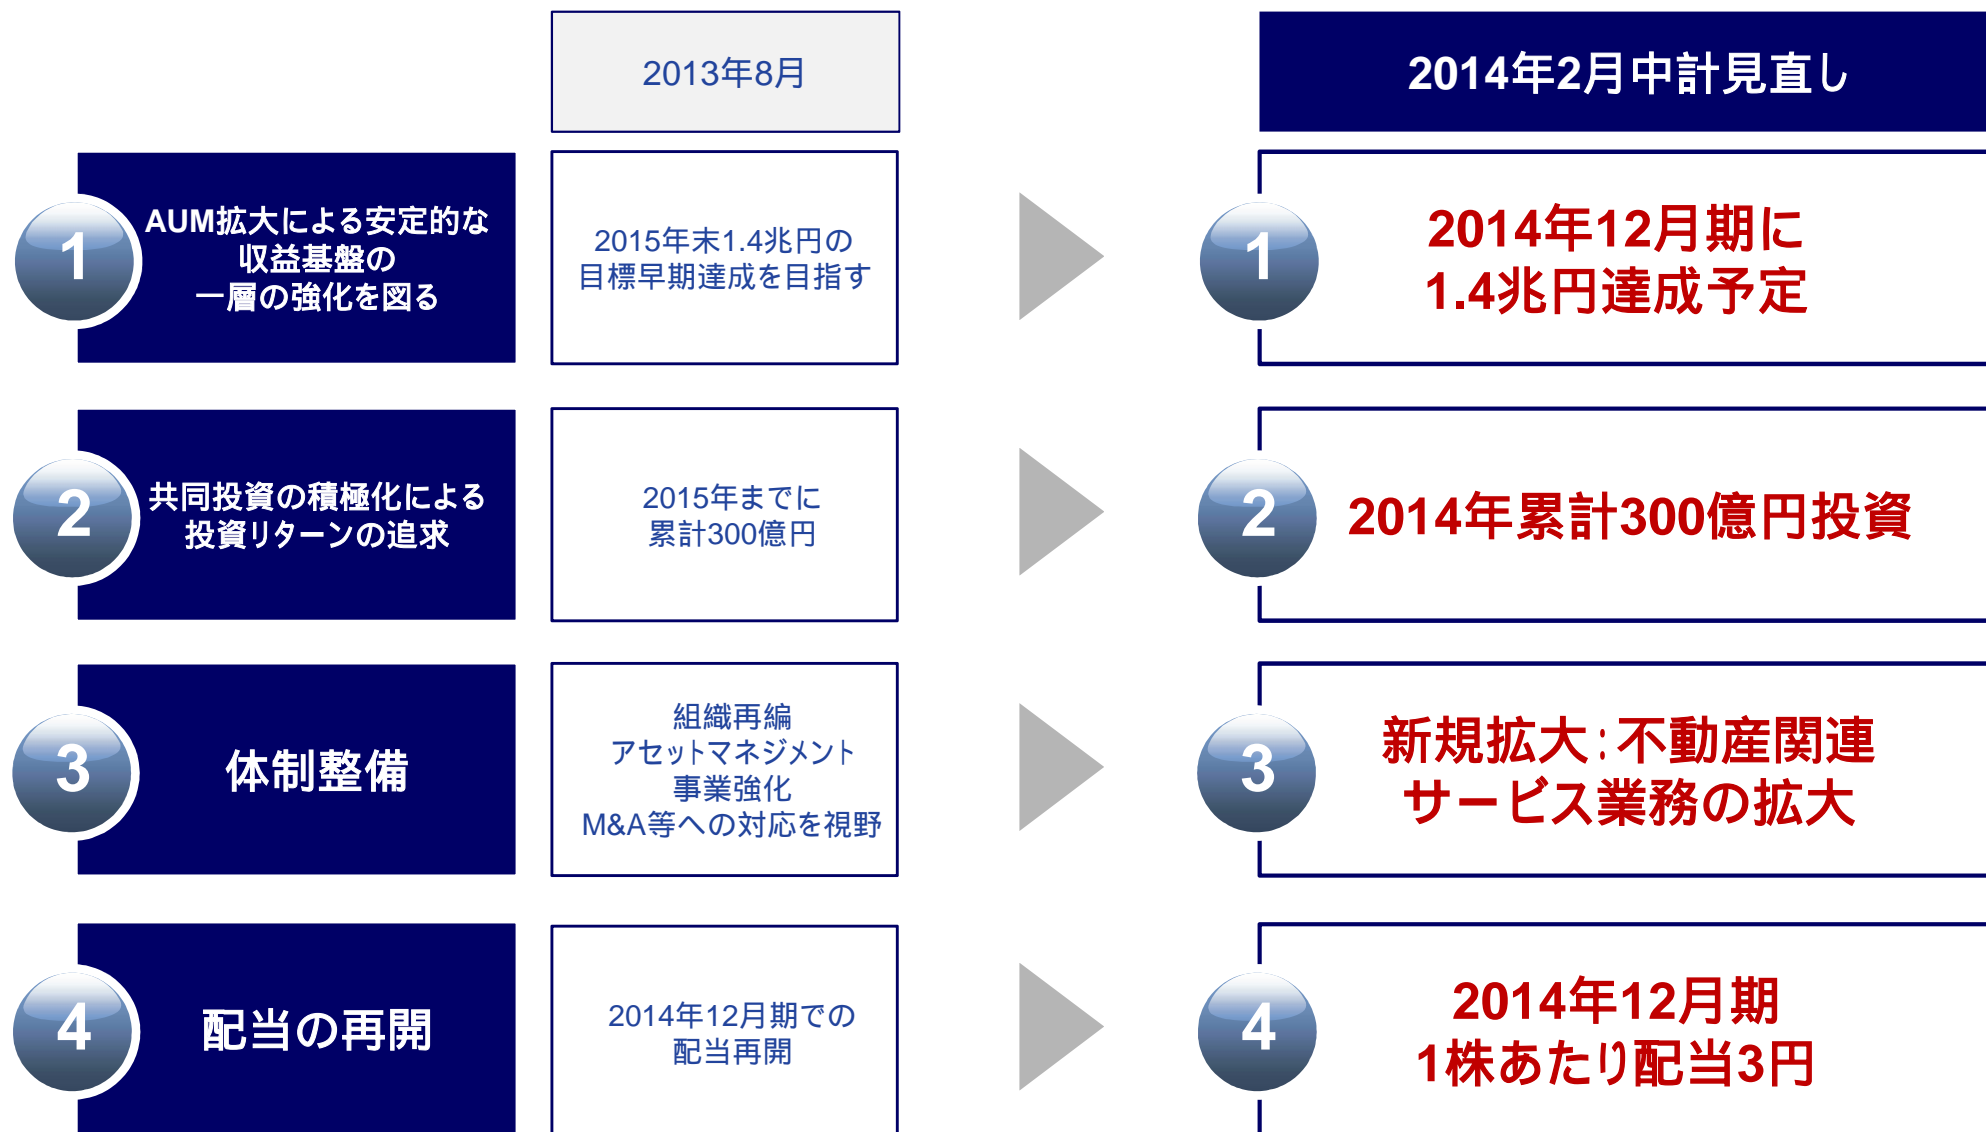 2013年8月
2014年2月中計見直し
1
AUM拡大による安定的な
収益基盤の
一層の強化を図る
2015年末1.4兆円の
目標早期達成を目指す
1
2014年12月期に
1.4兆円達成予定
2
共同投資の積極化による
投資リターンの追求
2015年までに
累計300億円
2
2014年累計300億円投資
3
体制整備
組織再編
アセットマネジメント
事業強化
M&A等への対応を視野
3
新規拡大:不動産関連
サービス業務の拡大
4
配当の再開
2014年12月期での
配当再開
4
2014年12月期
1株あたり配当3円